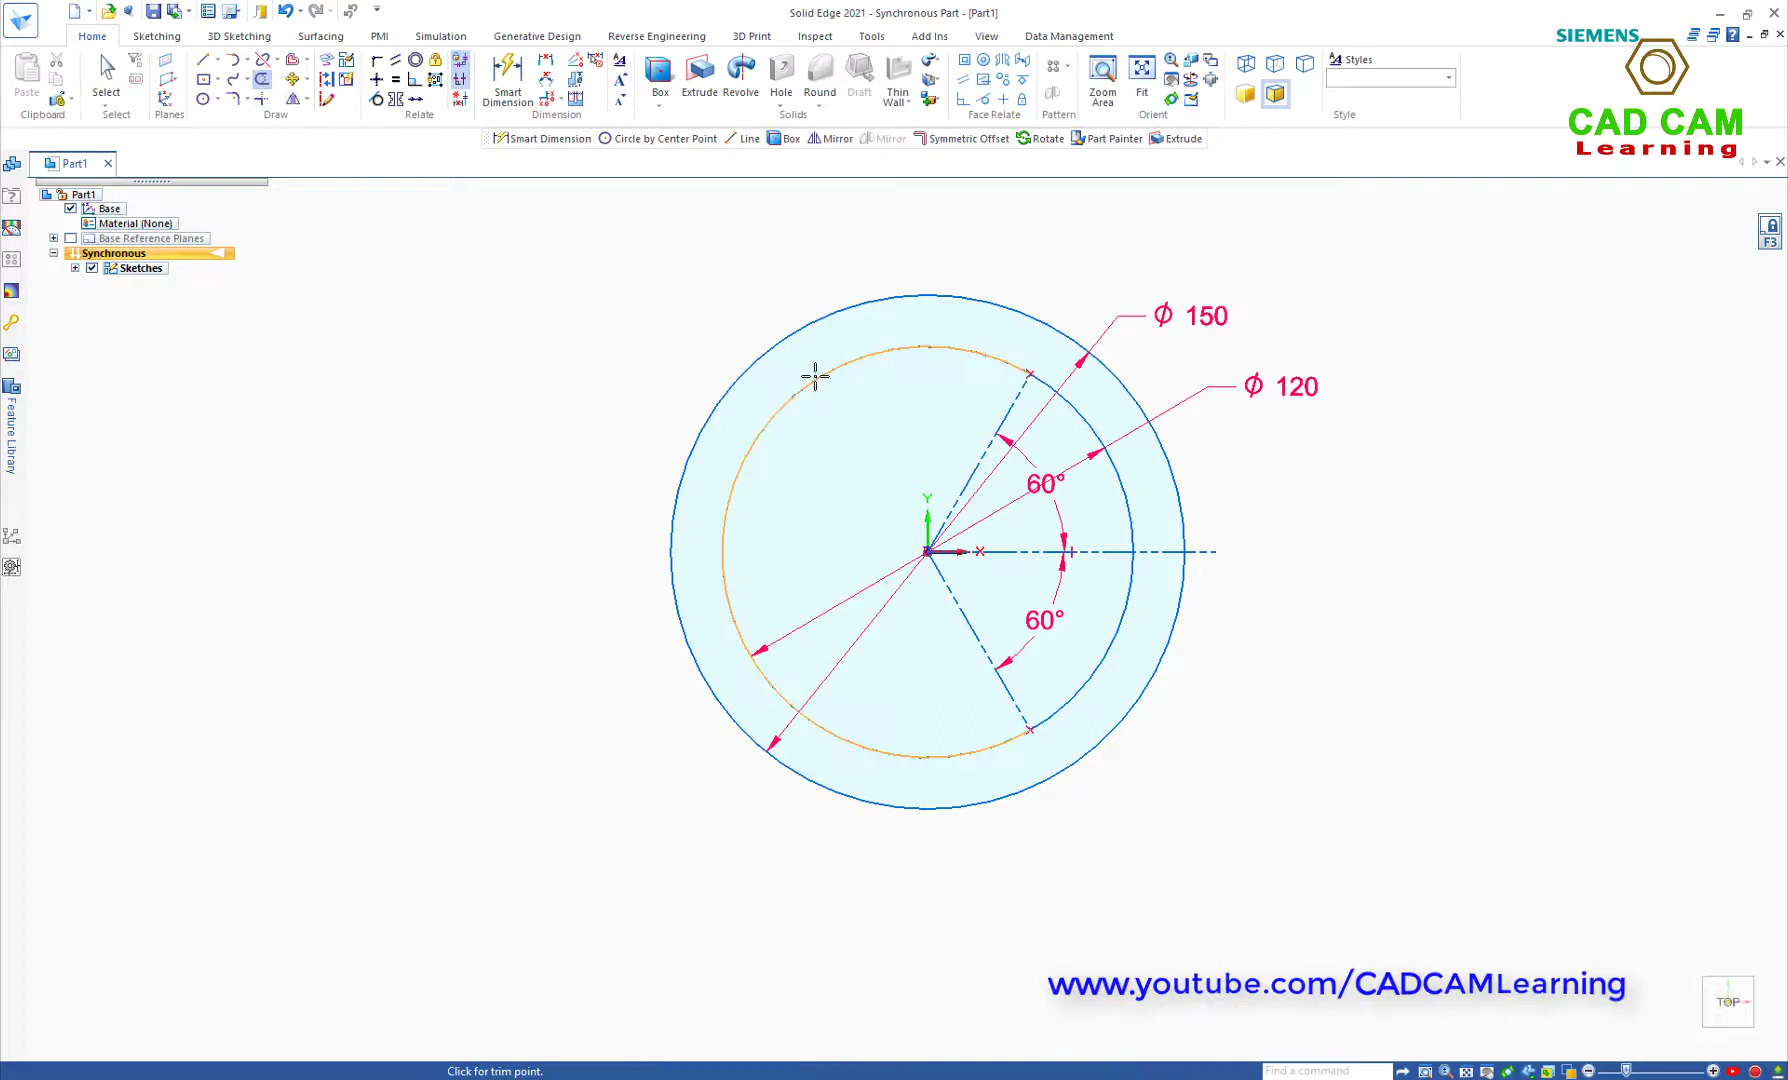 Solid Edge 2021 - Synchronous Part - [Part1]
Home Sketching 3D Sketching Surfacing PMI Simulation Generative Design Reverse Engineering 3D Print Inspect Tools Add Ins View Data Management
SIEMENS
Paste Select Smart Dimension Box Extrude Revolve Hole Round Draft Thin Wall Zoom Area Fit Styles
Clipboard Select Planes Draw Relate Dimension Solids Face Relate Pattern Orient Style
CAD CAM
Learning
Smart Dimension Circle by Center Point Line Box Mirror Mirror Symmetric Offset Rotate Part Painter Extrude
Part1
Part1
Base
Material (None)
Base Reference Planes
Synchronous
Sketches
F3
Feature Library
Φ 150
Φ 120
60°
Y
X
60°
www.youtube.com/CADCAMLearning
TOP
Click for trim point.
Find a command